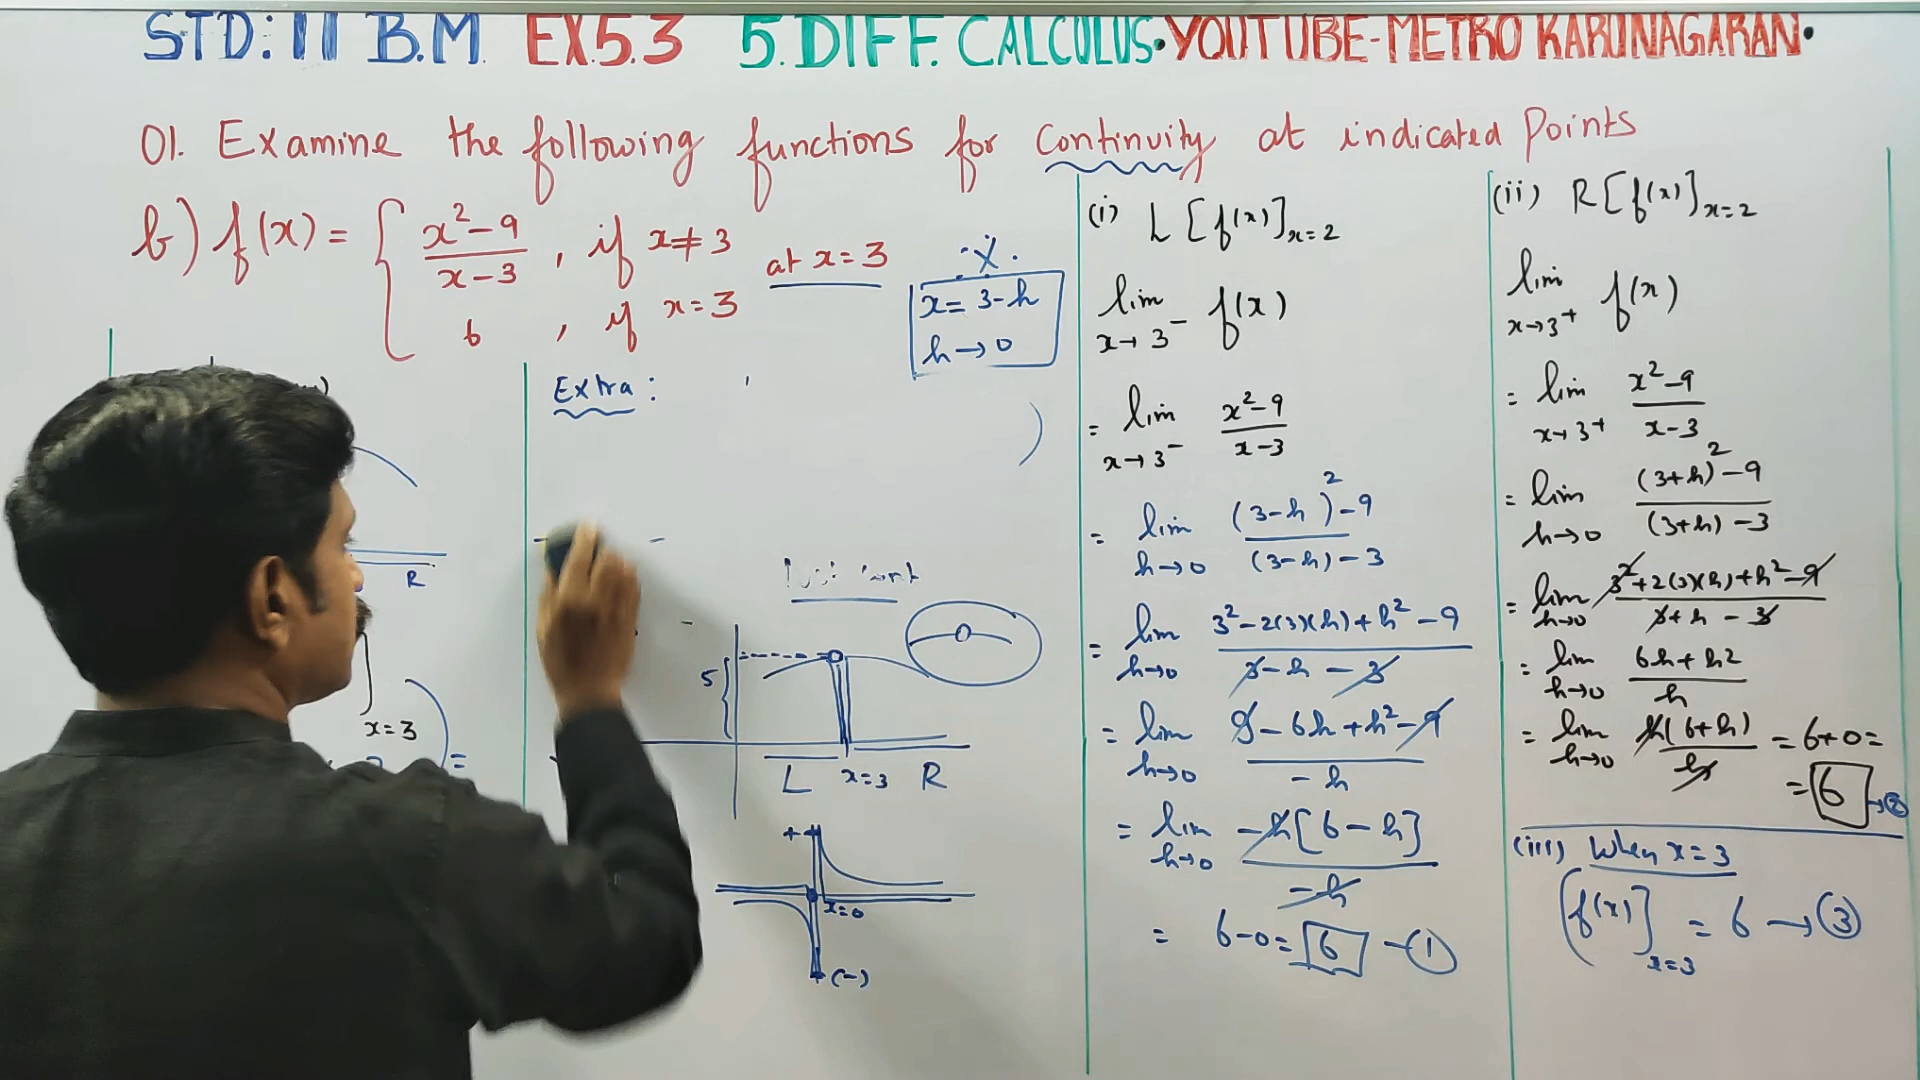 STD: 11 B.M. EX.5.3 5. DIFF. CALCULUS • YOUTUBE - METRO KARUNAGARAN •
01. Examine the following functions for continuity at indicated points
b) f(x) = { x²-9 / x-3 , if x≠3
6 , if x=3
at x=3
x = 3-h
h→0
R
x=3
=
Extra:
5
L x=3 R
+
x=0
(-)
(i) L[f(x)]x=2
lim x→3⁻ f(x)
= lim x→3⁻ x²-9 / x-3
= lim h→0 (3-h)²-9 / (3-h)-3
= lim h→0 3²-2(3)(h)+h²-9 / 3-h-3
= lim h→0 9-6h+h²-9 / -h
= lim h→0 -h[6-h] / -h
= 6-0 = 6 -①
(ii) R[f(x)]x=2
lim x→3⁺ f(x)
= lim x→3⁺ x²-9 / x-3
= lim h→0 (3+h)²-9 / (3+h)-3
= lim h→0 3²+2(3)(h)+h²-9 / 3+h-3
= lim h→0 6h+h² / h
= lim h→0 h(6+h) / h = 6+0=
= 6 →②
(iii) When x=3
[f(x)]x=3 = 6 → ③